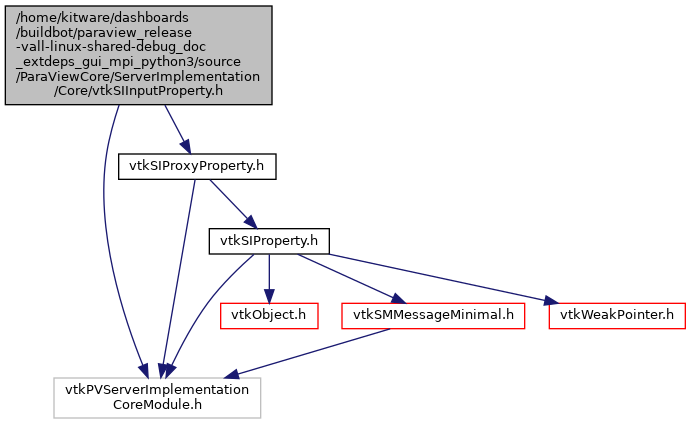 /home/kitware/dashboards
/buildbot/paraview_release
-vall-linux-shared-debug_doc
_extdeps_gui_mpi_python3/source
/ParaViewCore/ServerImplementation
/Core/vtkSIInputProperty.h
vtkSIProxyProperty.h
vtkSIProperty.h
vtkObject.h
vtkSMMessageMinimal.h
vtkWeakPointer.h
vtkPVServerImplementation
CoreModule.h